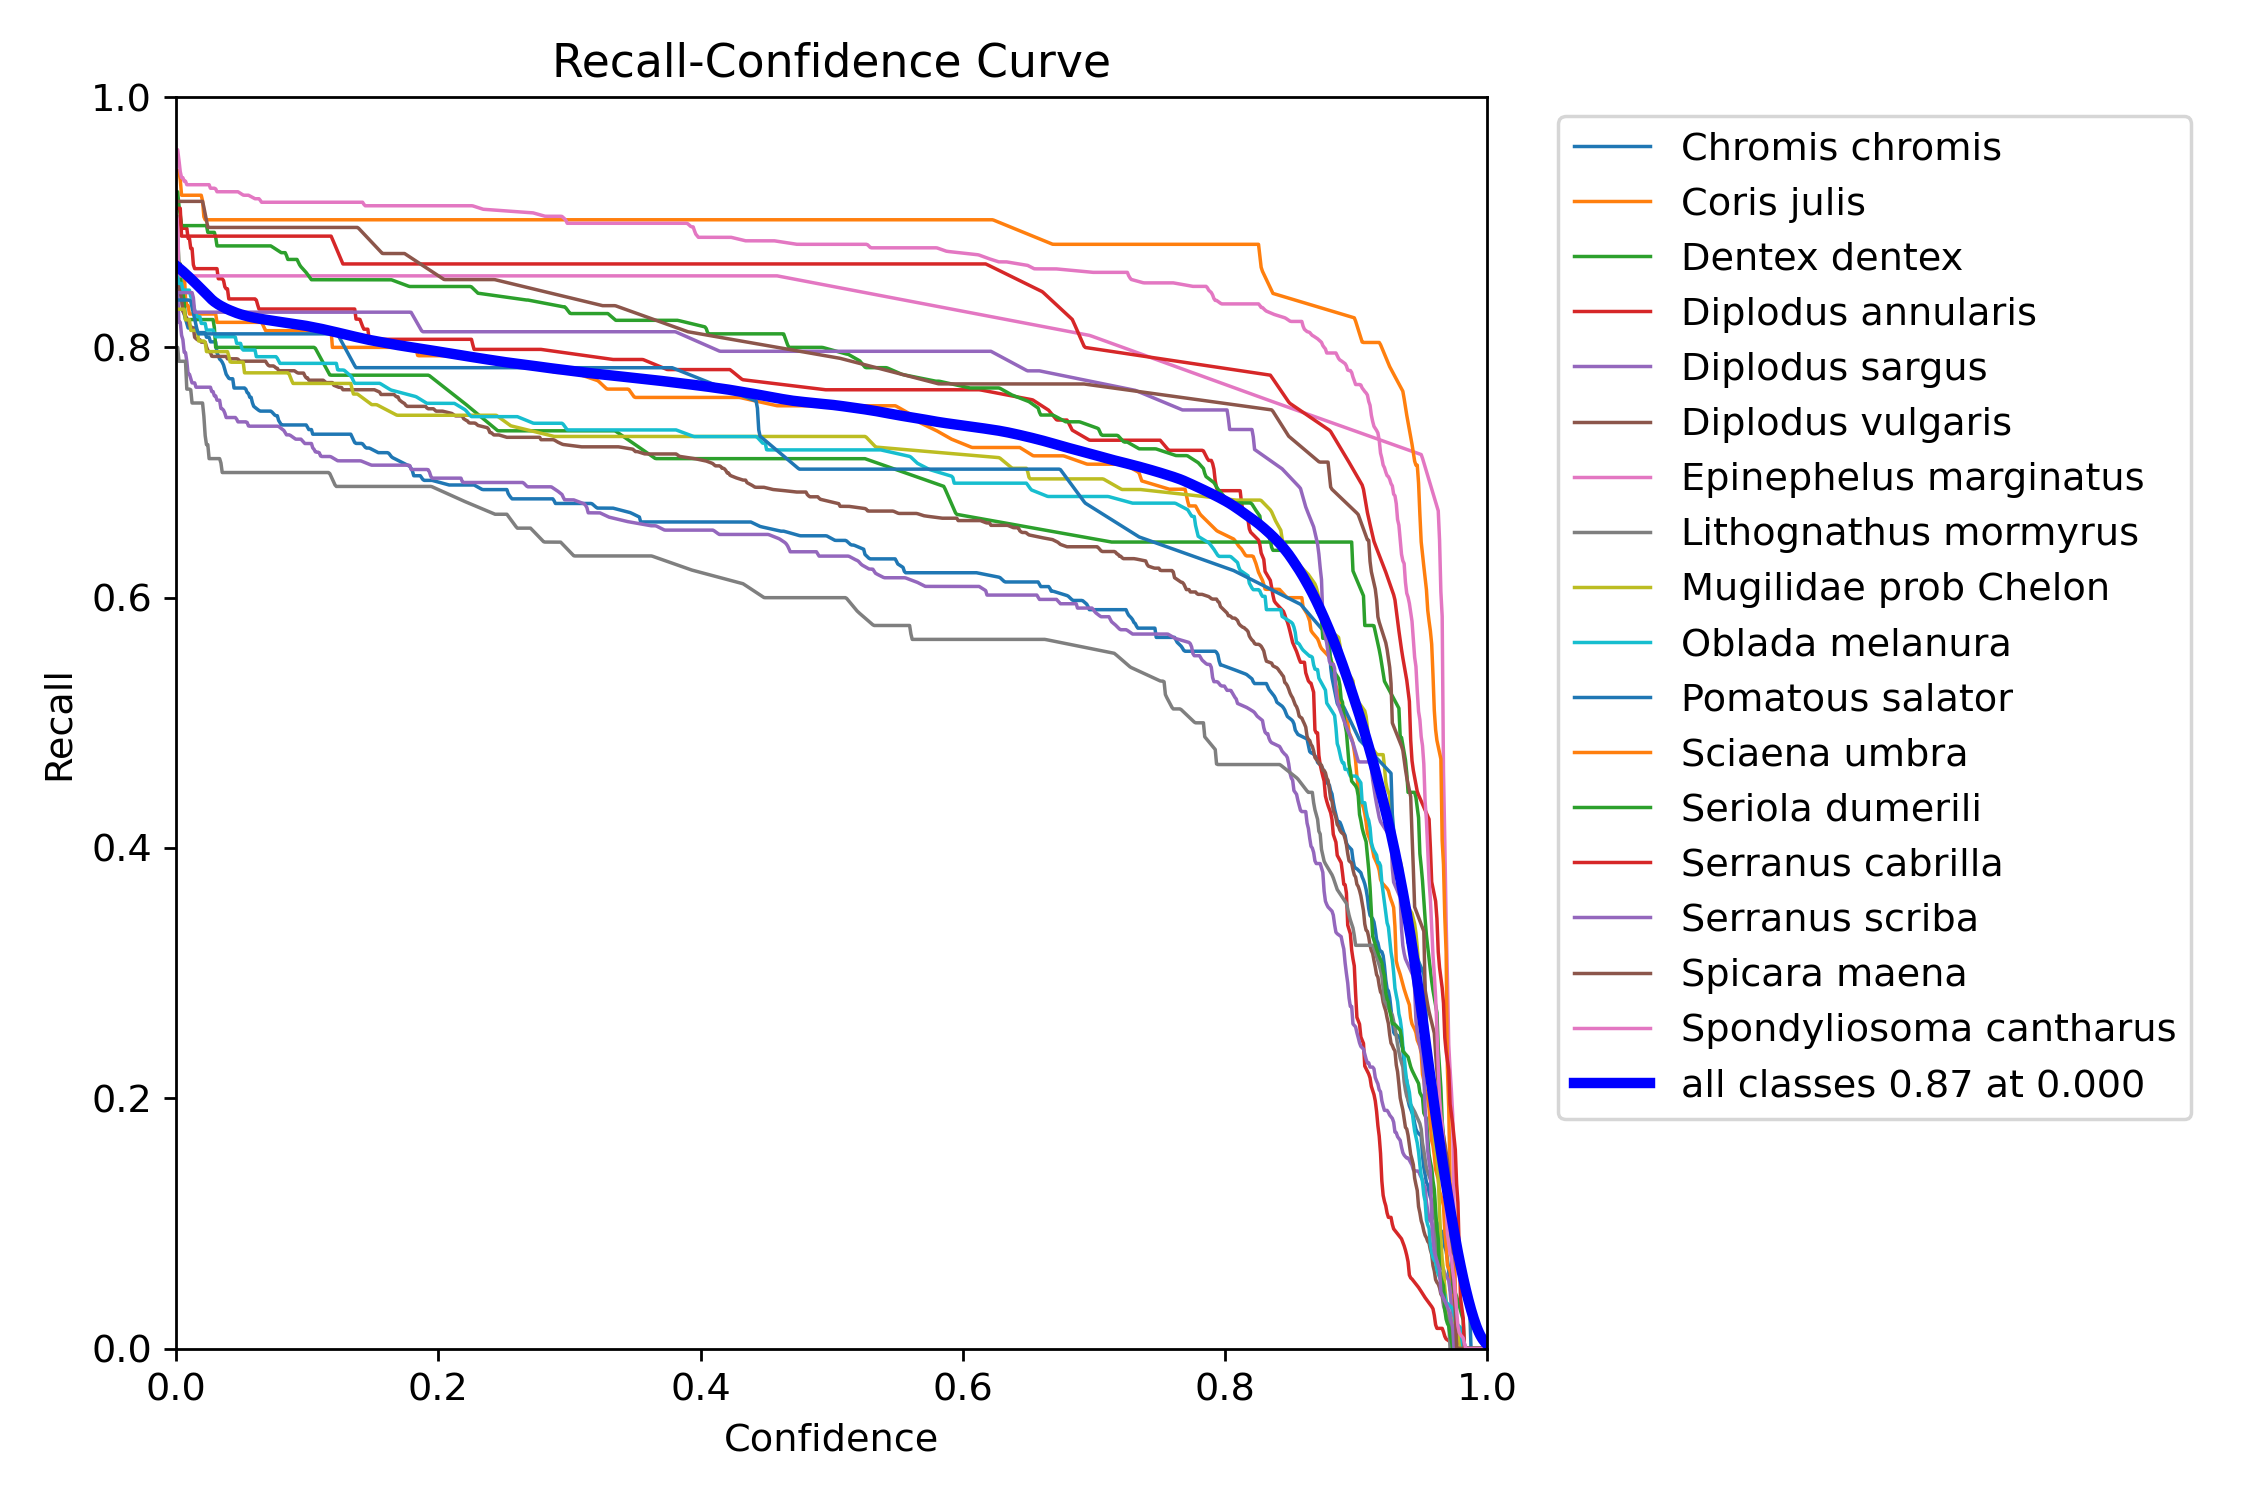 Recall-Confidence Curve
1.0
0.8
0.6
0.4
0.2
0.0
Recall
0.0 0.2 0.4 0.6 0.8 1.0
Confidence
Chromis chromis
Coris julis
Dentex dentex
Diplodus annularis
Diplodus sargus
Diplodus vulgaris
Epinephelus marginatus
Lithognathus mormyrus
Mugilidae prob Chelon
Oblada melanura
Pomatous salator
Sciaena umbra
Seriola dumerili
Serranus cabrilla
Serranus scriba
Spicara maena
Spondyliosoma cantharus
all classes 0.87 at 0.000